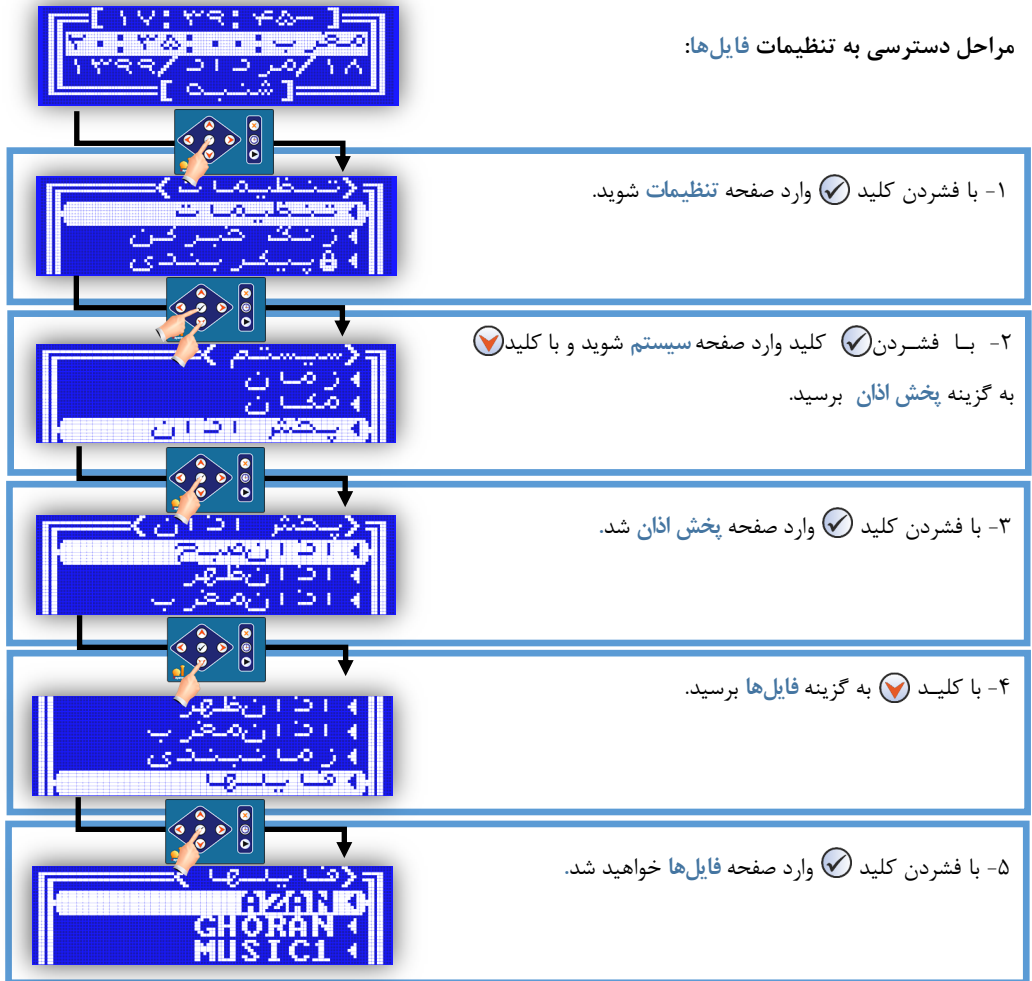 مراحل دسترسی به تنظیمات فایل‌ها:
[ ۱۷:۳۹:۴۵- ]
مغرب : ۲۰:۳۵:۰۰
۱۸/مرداد/۱۳۹۹
[ شنبه ]
۱- با فشردن کلید وارد صفحه تنظیمات شوید.
<تنظیمات>
تنظیمات
زنگ خبر کن
پیکربندی
۲- بـا فشـردن کلید وارد صفحه سیستم شوید و با کلید
به گزینه پخش اذان برسید.
<سیستم>
زمان
مکان
پخش اذان
۳- با فشردن کلید وارد صفحه پخش اذان شد.
<پخش اذان>
اذان‌صبح
اذان‌ظهر
اذان‌مغرب
۴- با کلیـد به گزینه فایل‌ها برسید.
اذان‌ظهر
اذان‌مغرب
زمانبندی
فایلها
۵- با فشردن کلید وارد صفحه فایل‌ها خواهید شد.
<فایلها>
AZAN
GHORAN
MUSIC1